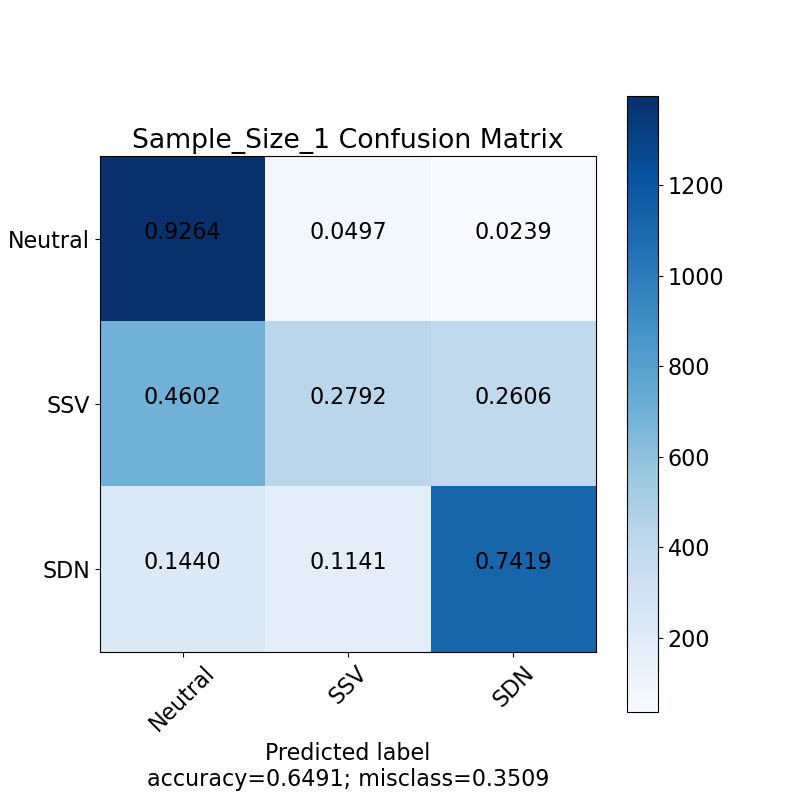 Sample_Size_1 Confusion Matrix
Neutral 0.9264 0.0497 0.0239
SSV 0.4602 0.2792 0.2606
SDN 0.1440 0.1141 0.7419
Neutral SSV SDN
Predicted label
accuracy=0.6491; misclass=0.3509
1200
1000
800
600
400
200